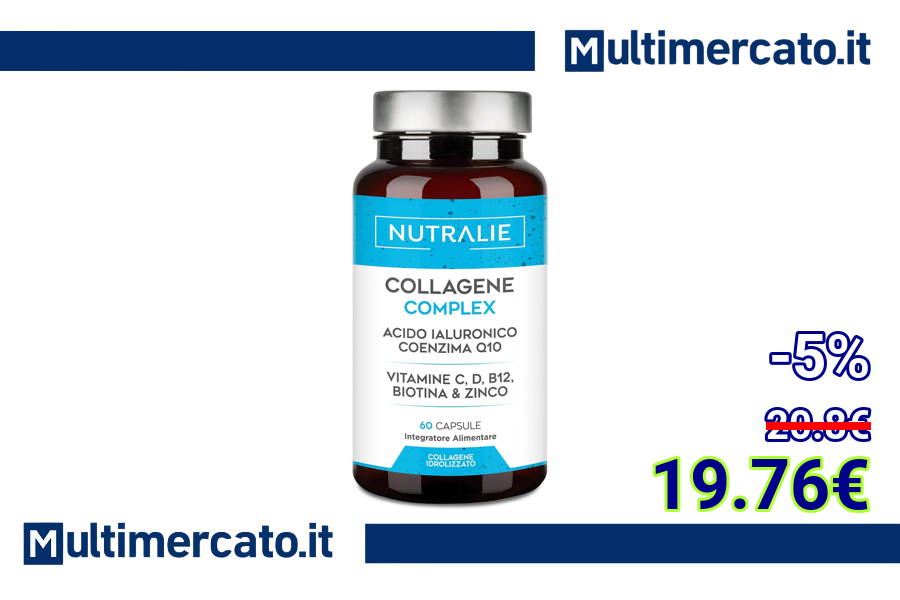 Multimercato.it
NUTRALIE
COLLAGENE
COMPLEX
ACIDO IALURONICO
COENZIMA Q10
VITAMINE C, D, B12,
BIOTINA & ZINCO
60 CAPSULE
Integratore Alimentare
COLLAGENE
IDROLIZZATO
-5%
20.8€
19.76€
Multimercato.it